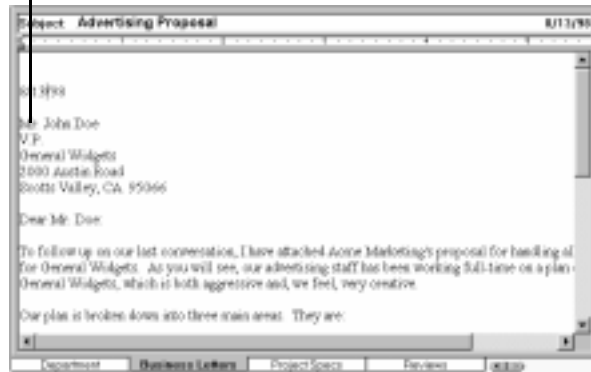 Subject: Advertising Proposal 8/13/98
8/13/98
Mr. John Doe
V.P.
General Widgets
2000 Austin Road
Scotts Valley, CA 95066
Dear Mr. Doe:
To follow up on our last conversation, I have attached Acme Marketing's proposal for handling al
for General Widgets. As you will see, our advertising staff has been working full-time on a plan
General Widgets, which is both aggressive and, we feel, very creative.
Our plan is broken down into three main areas. They are:
Department Business Letters Project Specs Reviews